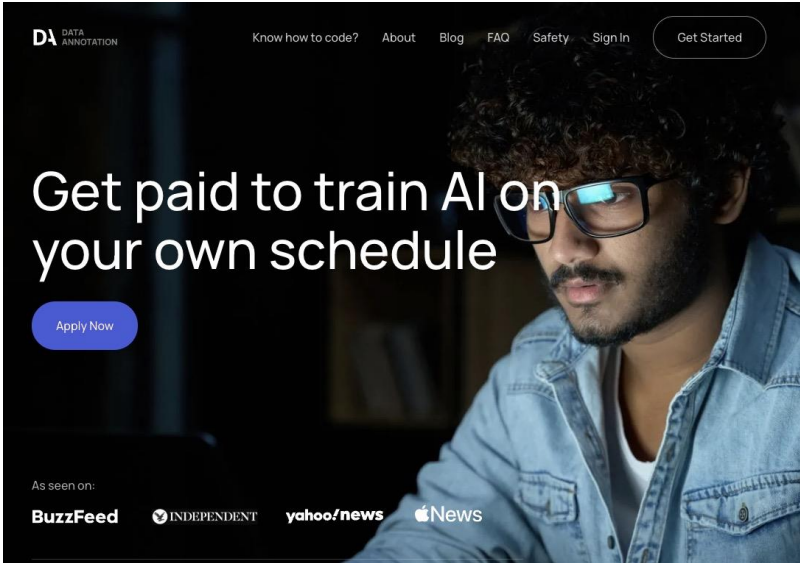 DATA
ANNOTATION
Know how to code? About Blog FAQ Safety Sign In Get Started
Get paid to train AI on
your own schedule
Apply Now
As seen on:
BuzzFeed INDEPENDENT yahoo!news News